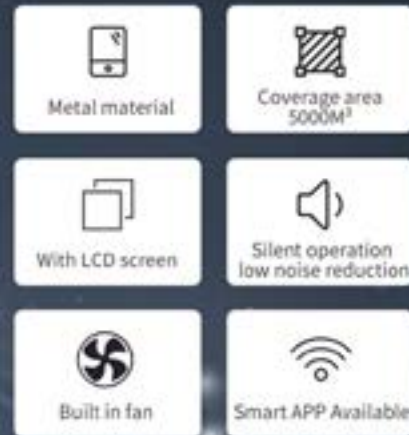 Metal material
Coverage area
5000M³
With LCD screen
Silent operation
low noise reduction
Built in fan
Smart APP Available